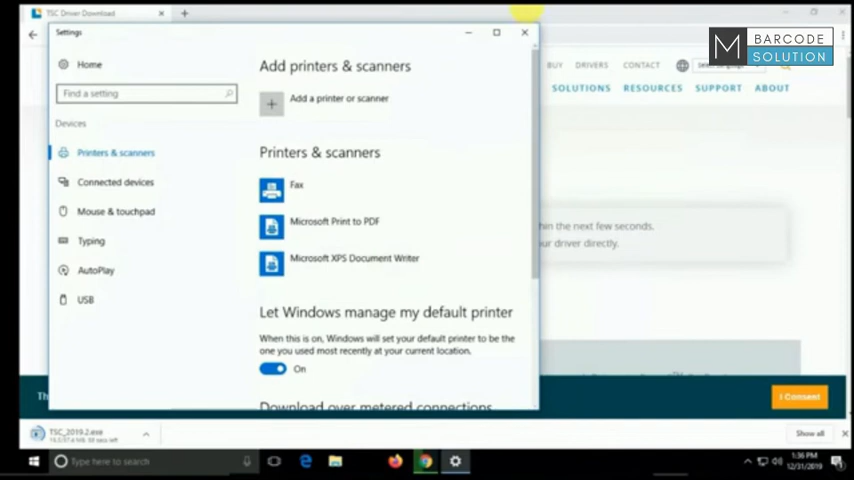 TSC Driver Download
Settings
M BARCODE
SOLUTION
BUY DRIVERS CONTACT
SOLUTIONS RESOURCES SUPPORT ABOUT
Home
Find a setting
Devices
Printers & scanners
Connected devices
Mouse & touchpad
Typing
AutoPlay
USB
Add printers & scanners
Add a printer or scanner
Printers & scanners
Fax
Microsoft Print to PDF
Microsoft XPS Document Writer
Let Windows manage my default printer
When this is on, Windows will set your default printer to be the
one you used most recently at your current location.
On
Download over metered connections
hin the next few seconds.
ur driver directly.
Th
I Consent
TSC_2019.2.exe
Show all
Type here to search
1:36 PM
12/31/2019